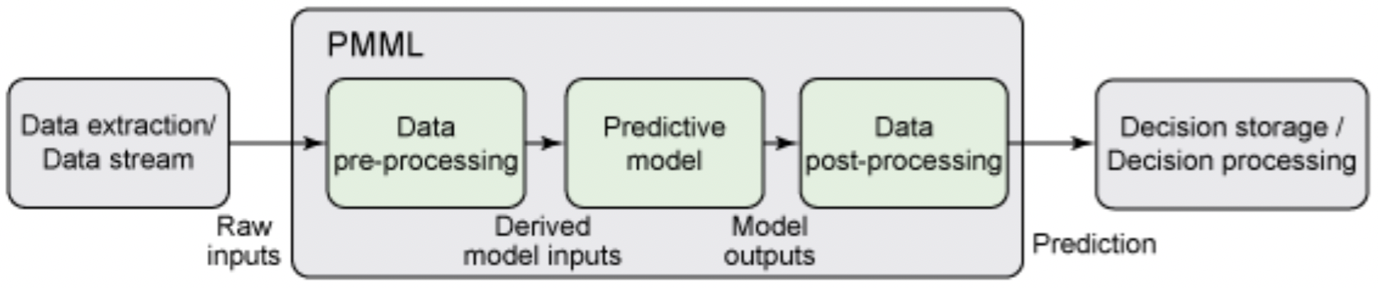 PMML
Data extraction/
Data stream
Data
pre-processing
Predictive
model
Data
post-processing
Decision storage /
Decision processing
Raw
inputs
Derived
model inputs
Model
outputs
Prediction